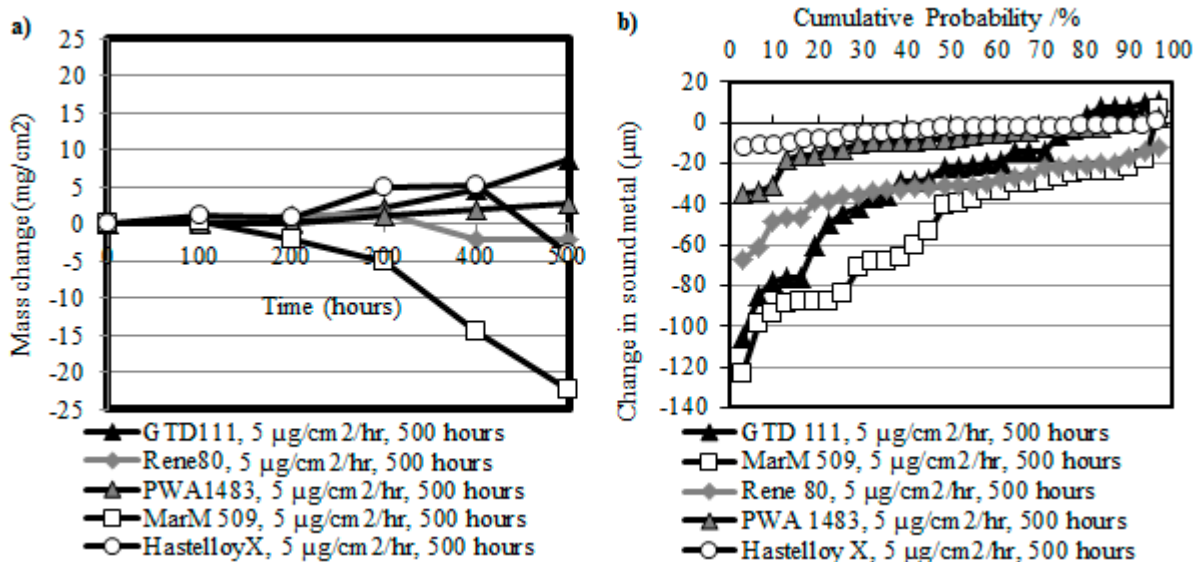 a)
25
20
15
10
5
0
-5
-10
-15
-20
-25
Mass change (mg/cm2)
0 100 200 300 400 500
Time (hours)
GTD111, 5 µg/cm2/hr, 500 hours
Rene80, 5 µg/cm2/hr, 500 hours
PWA1483, 5 µg/cm2/hr, 500 hours
MarM 509, 5 µg/cm2/hr, 500 hours
HastelloyX, 5 µg/cm2/hr, 500 hours
b)
Cumulative Probability /%
0 10 20 30 40 50 60 70 80 90 100
20
0
-20
-40
-60
-80
-100
-120
-140
Change in sound metal (µm)
GTD 111, 5 µg/cm2/hr, 500 hours
MarM 509, 5 µg/cm2/hr, 500 hours
Rene 80, 5 µg/cm2/hr, 500 hours
PWA 1483, 5 µg/cm2/hr, 500 hours
Hastelloy X, 5 µg/cm2/hr, 500 hours